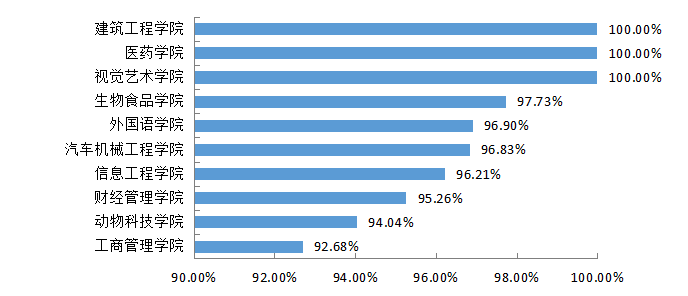 建筑工程学院 100.00%
医药学院 100.00%
视觉艺术学院 100.00%
生物食品学院 97.73%
外国语学院 96.90%
汽车机械工程学院 96.83%
信息工程学院 96.21%
财经管理学院 95.26%
动物科技学院 94.04%
工商管理学院 92.68%
90.00% 92.00% 94.00% 96.00% 98.00% 100.00%